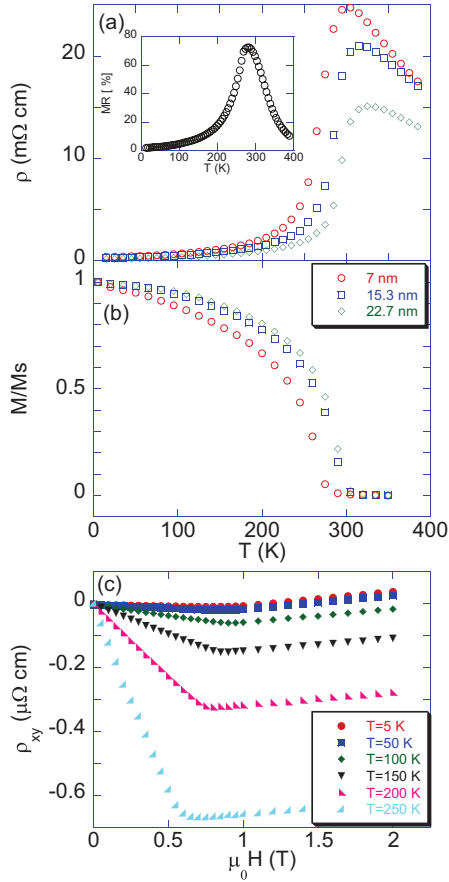 (a)
MR [ %]
80
60
40
20
0
0 100 200 300 400
T (K)
ρ (mΩ cm)
20
10
0
7 nm
15.3 nm
22.7 nm
(b)
M/Ms
1
0.5
0
0 100 200 300 400
T (K)
(c)
ρxy (μΩ cm)
0
-0.2
-0.4
-0.6
T=5 K
T=50 K
T=100 K
T=150 K
T=200 K
T=250 K
0 0.5 1 1.5 2
μ0 H (T)